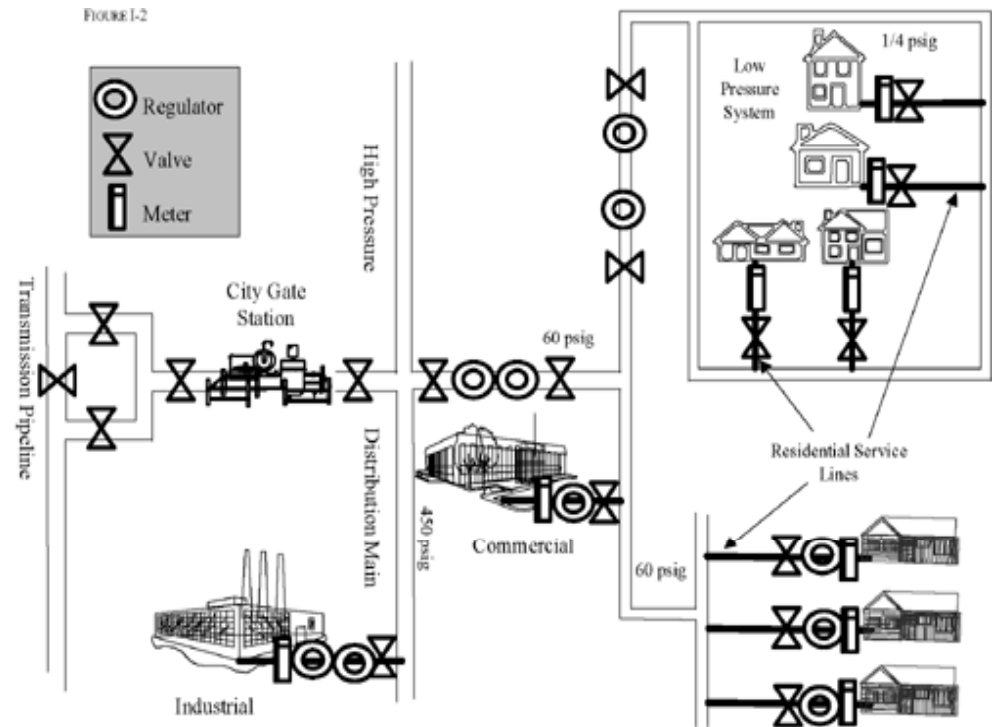 FIGURE I-2
Regulator
Valve
Meter
Transmission Pipeline
City Gate
Station
High Pressure
Distribution Main
450 psig
60 psig
Commercial
Industrial
Low
Pressure
System
1/4 psig
Residential Service
Lines
60 psig